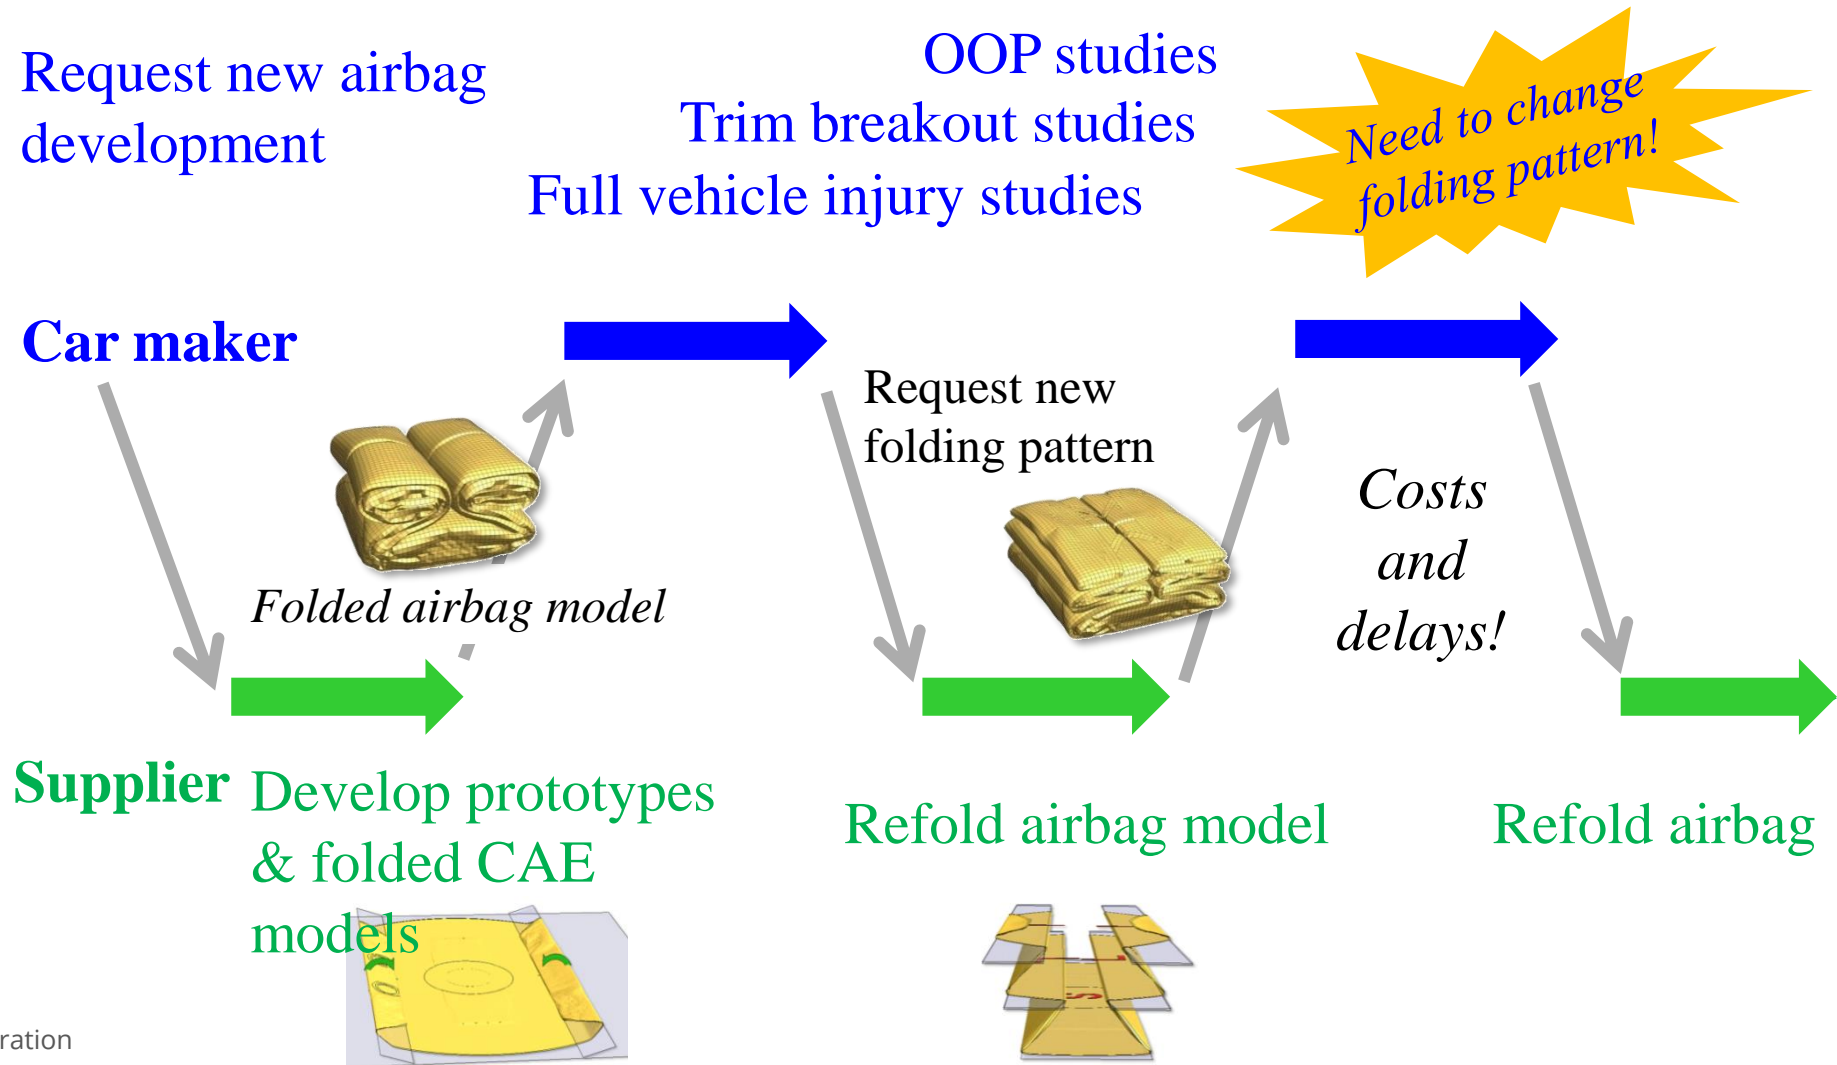 Request new airbag
development
OOP studies
Trim breakout studies
Full vehicle injury studies
Need to change
folding pattern!
Car maker
Request new
folding pattern
Folded airbag model
Costs
and
delays!
Supplier
Develop prototypes
& folded CAE
models
Refold airbag model
Refold airbag
ration